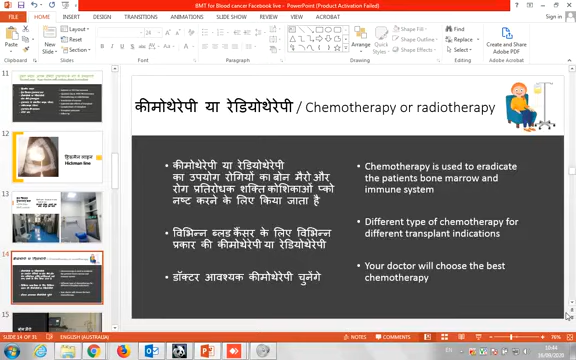 BMT for Blood cancer Facebook live - PowerPoint (Product Activation Failed)
FILE HOME INSERT DESIGN TRANSITIONS ANIMATIONS SLIDE SHOW REVIEW VIEW ACROBAT Sign in
Paste New Slide Layout Reset Section Arrange Shape Fill Shape Outline Shape Effects Find Replace Select Create and Share Adobe PDF
Clipboard Slides Font Paragraph Drawing Editing Adobe Acrobat
11
12
हिकमैन लाइन
Hickman line
13
14
15
कीमोथेरेपी या रेडियोथेरेपी / Chemotherapy or radiotherapy
• कीमोथेरेपी या रेडियोथेरेपी
का उपयोग रोगियों का बोन मैरो और
रोग प्रतिरोधक शक्ति कोशिकाओं प्को
नष्ट करने के लिए किया जाता है
• विभिन्न ब्लड कैंसर के लिए विभिन्न
प्रकार की कीमोथेरेपी या रेडियोथेरेपी
• डॉक्टर आवश्यक कीमोथेरेपी चुनेंगे
• Chemotherapy is used to eradicate
the patients bone marrow and
immune system
• Different type of chemotherapy for
different transplant indications
• Your doctor will choose the best
chemotherapy
SLIDE 14 OF 31 ENGLISH (AUSTRALIA) NOTES COMMENTS 76%
EN 10:44
19/09/2020